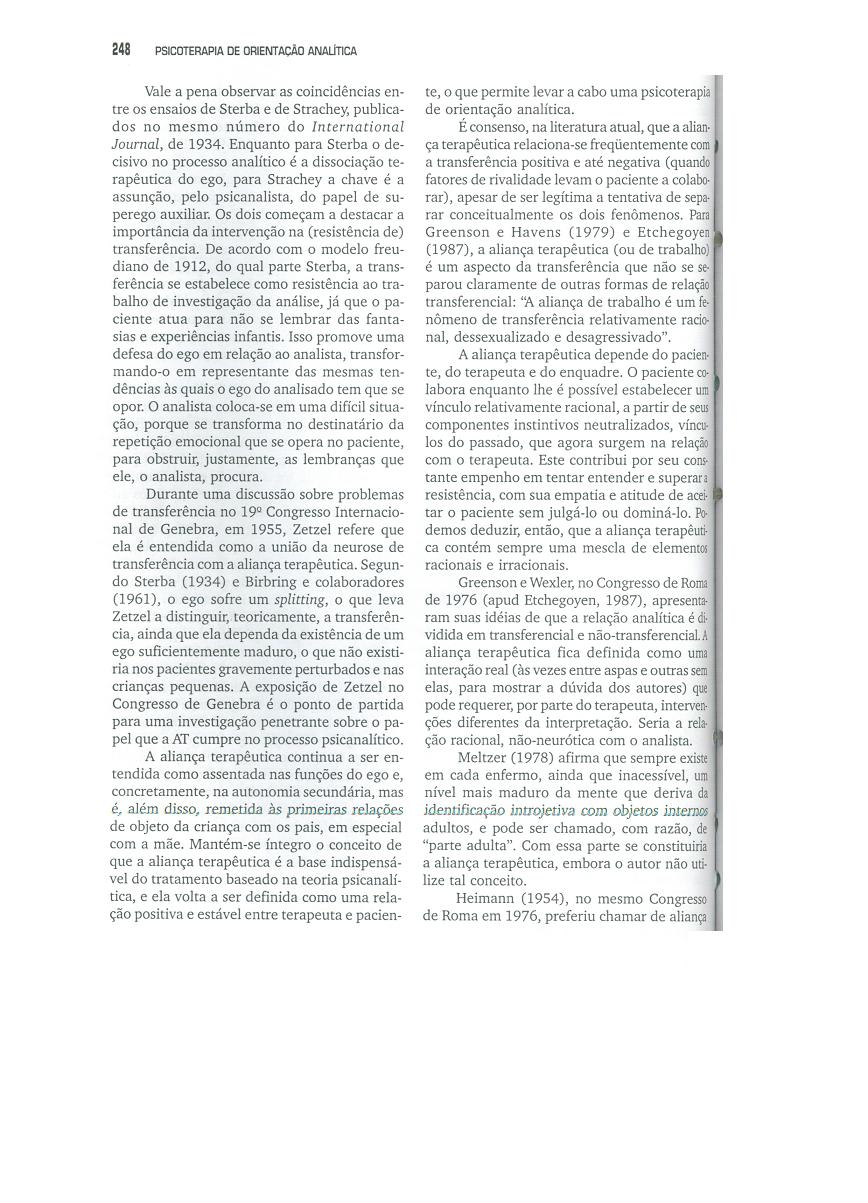 248 PSICOTERAPIA DE ORIENTAÇÃO ANALÍTICA
Vale a pena observar as coincidências en-
tre os ensaios de Sterba e de Strachey, publica-
dos no mesmo número do International
Journal, de 1934. Enquanto para Sterba o de-
cisivo no processo analítico é a dissociação te-
rapêutica do ego, para Strachey a chave é a
assunção, pelo psicanalista, do papel de su-
perego auxiliar. Os dois começam a destacar a
importância da intervenção na (resistência de)
transferência. De acordo com o modelo freu-
diano de 1912, do qual parte Sterba, a trans-
ferência se estabelece como resistência ao tra-
balho de investigação da análise, já que o pa-
ciente atua para não se lembrar das fanta-
sias e experiências infantis. Isso promove uma
defesa do ego em relação ao analista, transfor-
mando-o em representante das mesmas ten-
dências às quais o ego do analisado tem que se
opor. O analista coloca-se em uma difícil situa-
ção, porque se transforma no destinatário da
repetição emocional que se opera no paciente,
para obstruir, justamente, as lembranças que
ele, o analista, procura.
Durante uma discussão sobre problemas
de transferência no 19º Congresso Internacio-
nal de Genebra, em 1955, Zetzel refere que
ela é entendida como a união da neurose de
transferência com a aliança terapêutica. Segun-
do Sterba (1934) e Birbring e colaboradores
(1961), o ego sofre um splitting, o que leva
Zetzel a distinguir, teoricamente, a transferên-
cia, ainda que ela dependa da existência de um
ego suficientemente maduro, o que não existi-
ria nos pacientes gravemente perturbados e nas
crianças pequenas. A exposição de Zetzel no
Congresso de Genebra é o ponto de partida
para uma investigação penetrante sobre o pa-
pel que a AT cumpre no processo psicanalítico.
A aliança terapêutica continua a ser en-
tendida como assentada nas funções do ego e,
concretamente, na autonomia secundária, mas
é, além disso, remetida às primeiras relações
de objeto da criança com os pais, em especial
com a mãe. Mantém-se íntegro o conceito de
que a aliança terapêutica é a base indispensá-
vel do tratamento baseado na teoria psicanalí-
tica, e ela volta a ser definida como uma rela-
ção positiva e estável entre terapeuta e pacien-
te, o que permite levar a cabo uma psicoterapia
de orientação analítica.
É consenso, na literatura atual, que a alian-
ça terapêutica relaciona-se freqüentemente com
a transferência positiva e até negativa (quando
fatores de rivalidade levam o paciente a colabo-
rar), apesar de ser legítima a tentativa de sepa-
rar conceitualmente os dois fenômenos. Para
Greenson e Havens (1979) e Etchegoyen
(1987), a aliança terapêutica (ou de trabalho)
é um aspecto da transferência que não se se-
parou claramente de outras formas de relação
transferencial: “A aliança de trabalho é um fe-
nômeno de transferência relativamente racio-
nal, dessexualizado e desagressivado”.
A aliança terapêutica depende do pacien-
te, do terapeuta e do enquadre. O paciente co-
labora enquanto lhe é possível estabelecer um
vínculo relativamente racional, a partir de seus
componentes instintivos neutralizados, víncu-
los do passado, que agora surgem na relação
com o terapeuta. Este contribui por seu cons-
tante empenho em tentar entender e superar a
resistência, com sua empatia e atitude de acei-
tar o paciente sem julgá-lo ou dominá-lo. Po-
demos deduzir, então, que a aliança terapêuti-
ca contém sempre uma mescla de elementos
racionais e irracionais.
Greenson e Wexler, no Congresso de Roma
de 1976 (apud Etchegoyen, 1987), apresenta-
ram suas idéias de que a relação analítica é di-
vidida em transferencial e não-transferencial. A
aliança terapêutica fica definida como uma
interação real (às vezes entre aspas e outras sem
elas, para mostrar a dúvida dos autores) que
pode requerer, por parte do terapeuta, interven-
ções diferentes da interpretação. Seria a rela-
ção racional, não-neurótica com o analista.
Meltzer (1978) afirma que sempre existe
em cada enfermo, ainda que inacessível, um
nível mais maduro da mente que deriva da
identificação introjetiva com objetos internos
adultos, e pode ser chamado, com razão, de
“parte adulta”. Com essa parte se constituiria
a aliança terapêutica, embora o autor não uti-
lize tal conceito.
Heimann (1954), no mesmo Congresso
de Roma em 1976, preferiu chamar de aliança